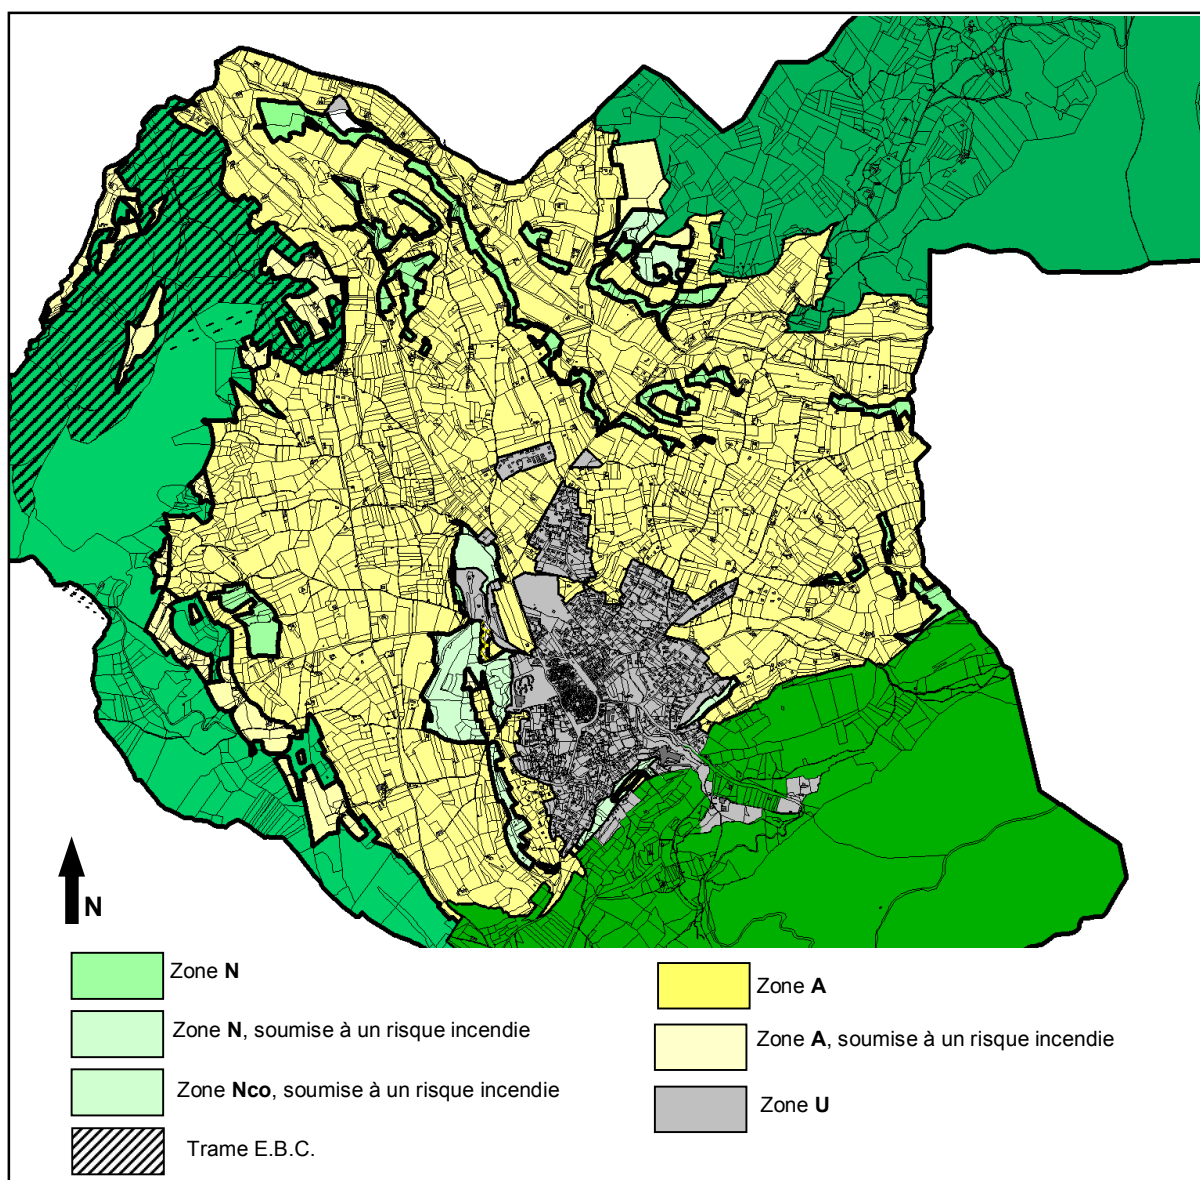 N
Zone N
Zone N, soumise à un risque incendie
Zone Nco, soumise à un risque incendie
Trame E.B.C.
Zone A
Zone A, soumise à un risque incendie
Zone U